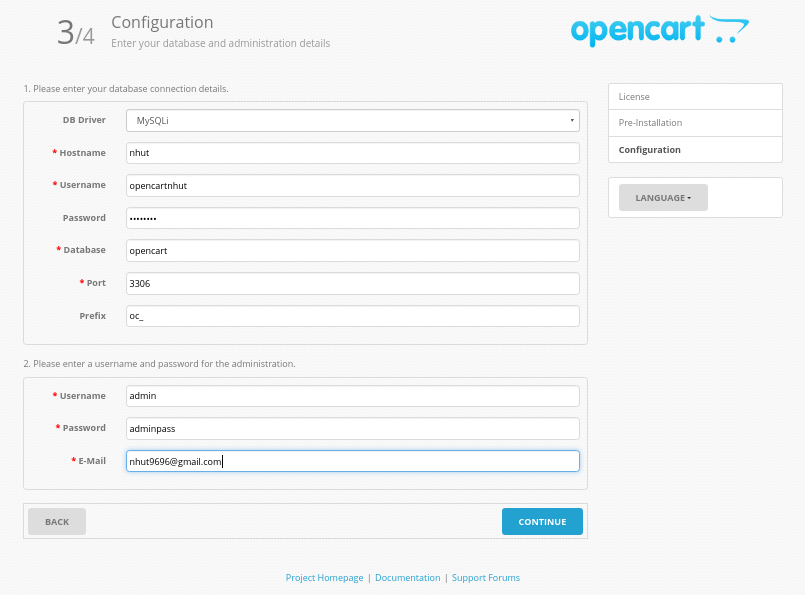 3/4
Configuration
Enter your database and administration details
opencart
1. Please enter your database connection details.
DB Driver MySQLi
* Hostname nhut
* Username opencartnhut
Password ••••••••
* Database opencart
* Port 3306
Prefix oc_
2. Please enter a username and password for the administration.
* Username admin
* Password adminpass
* E-Mail nhut9696@gmail.com
BACK CONTINUE
License
Pre-Installation
Configuration
LANGUAGE
Project Homepage | Documentation | Support Forums